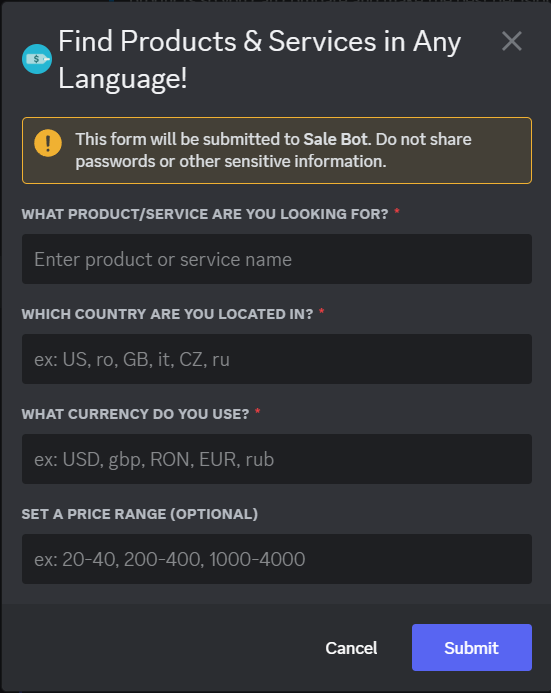 Find Products & Services in Any
Language!
This form will be submitted to Sale Bot. Do not share
passwords or other sensitive information.
WHAT PRODUCT/SERVICE ARE YOU LOOKING FOR? *
Enter product or service name
WHICH COUNTRY ARE YOU LOCATED IN? *
ex: US, ro, GB, it, CZ, ru
WHAT CURRENCY DO YOU USE? *
ex: USD, gbp, RON, EUR, rub
SET A PRICE RANGE (OPTIONAL)
ex: 20-40, 200-400, 1000-4000
Cancel
Submit